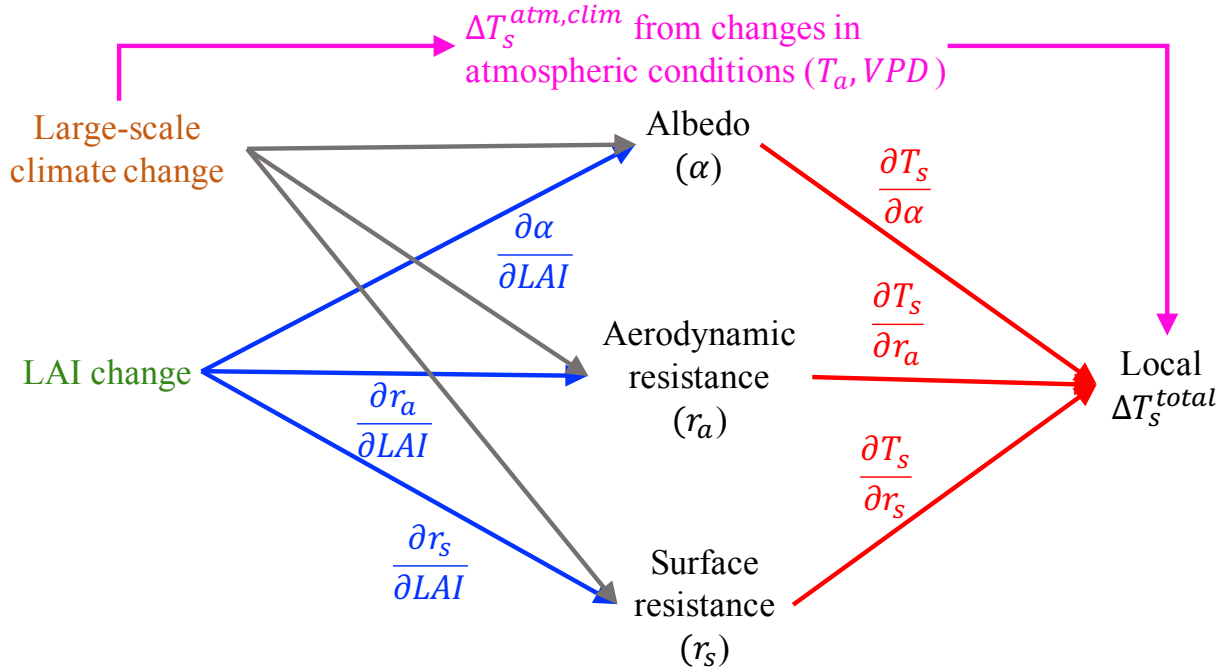 ΔT_s^{atm,clim} from changes in
atmospheric conditions (T_a, VPD)
Large-scale
climate change
Albedo
(α)
∂T_s/∂α
∂α/∂LAI
LAI change
Aerodynamic
resistance
(r_a)
∂T_s/∂r_a
∂r_a/∂LAI
Local
ΔT_s^{total}
∂T_s/∂r_s
∂r_s/∂LAI
Surface
resistance
(r_s)